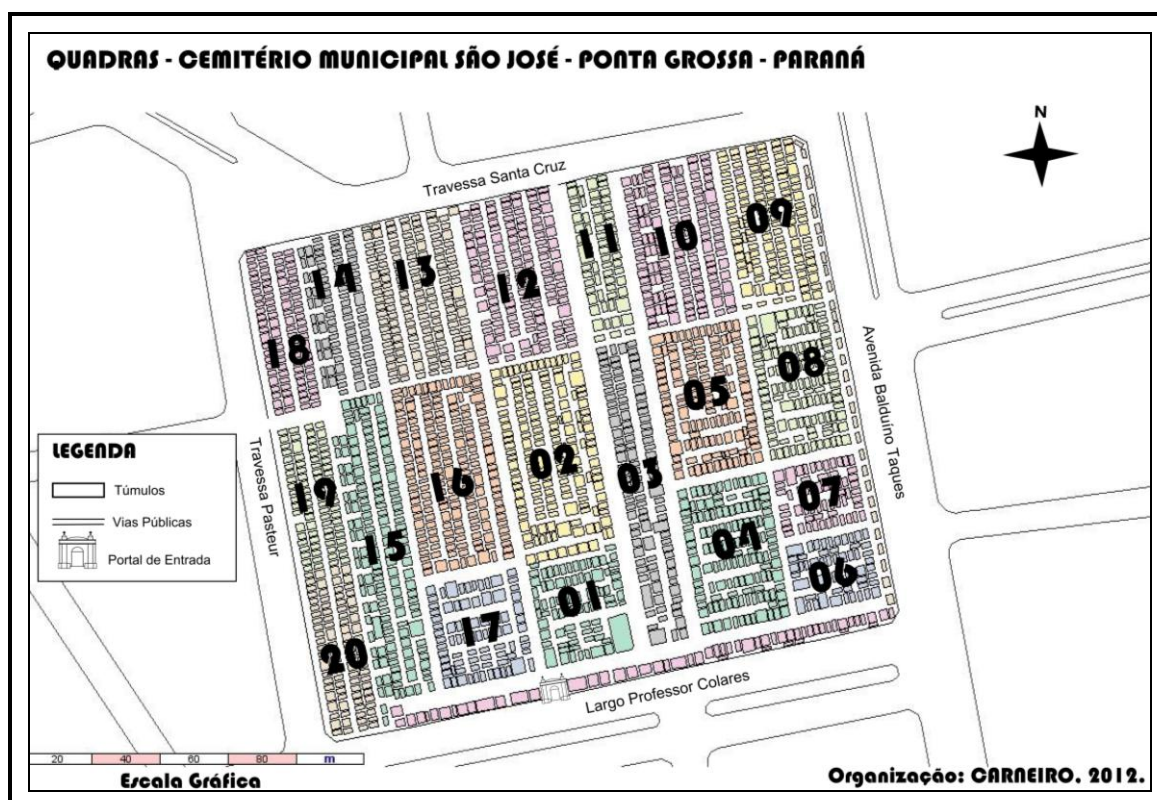 QUADRAS - CEMITÉRIO MUNICIPAL SÃO JOSÉ - PONTA GROSSA - PARANÁ
N
Travessa Santa Cruz
09
11
10
12
13
14
18
08
05
Avenida Balduíno Taques
LEGENDA
Túmulos
Vias Públicas
Portal de Entrada
Travessa Pasteur
19
16
02
03
07
15
04
06
01
17
20
Largo Professor Colares
20 40 60 80 m
Escala Gráfica
Organização: CARNEIRO. 2012.